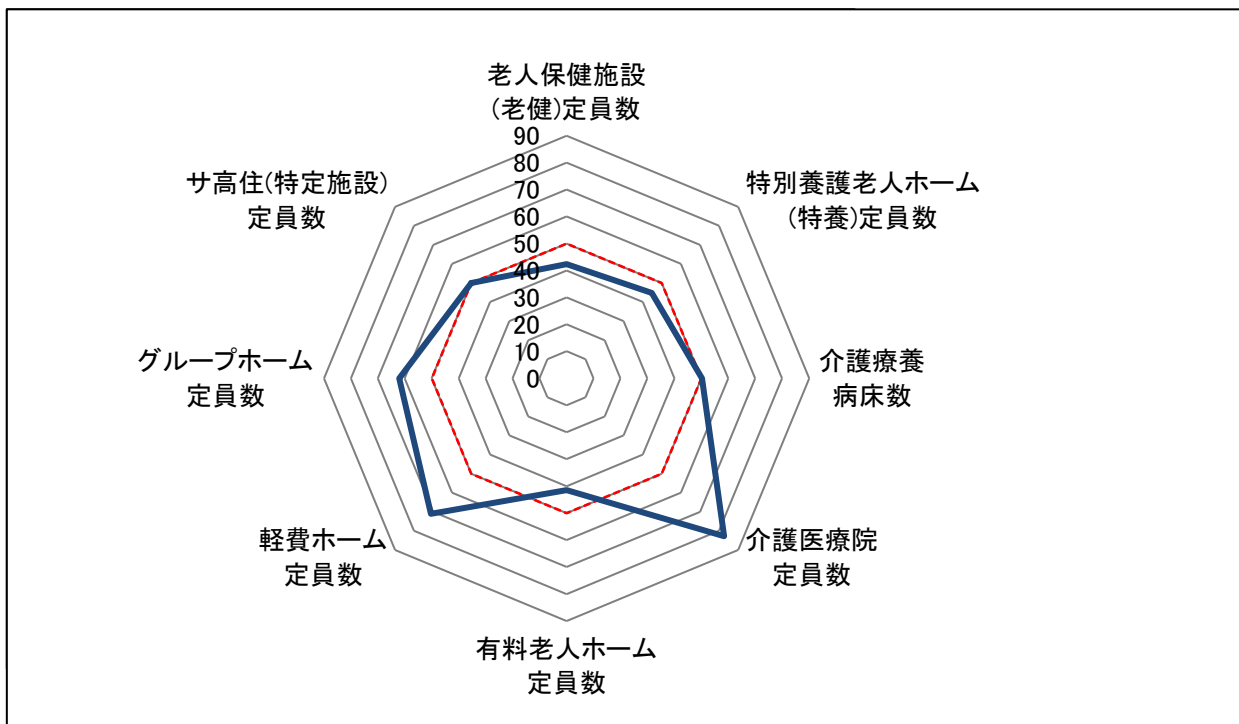 老人保健施設
(老健)定員数
特別養護老人ホーム
(特養)定員数
介護療養
病床数
介護医療院
定員数
有料老人ホーム
定員数
軽費ホーム
定員数
グループホーム
定員数
サ高住(特定施設)
定員数
90
80
70
60
50
40
30
20
10
0